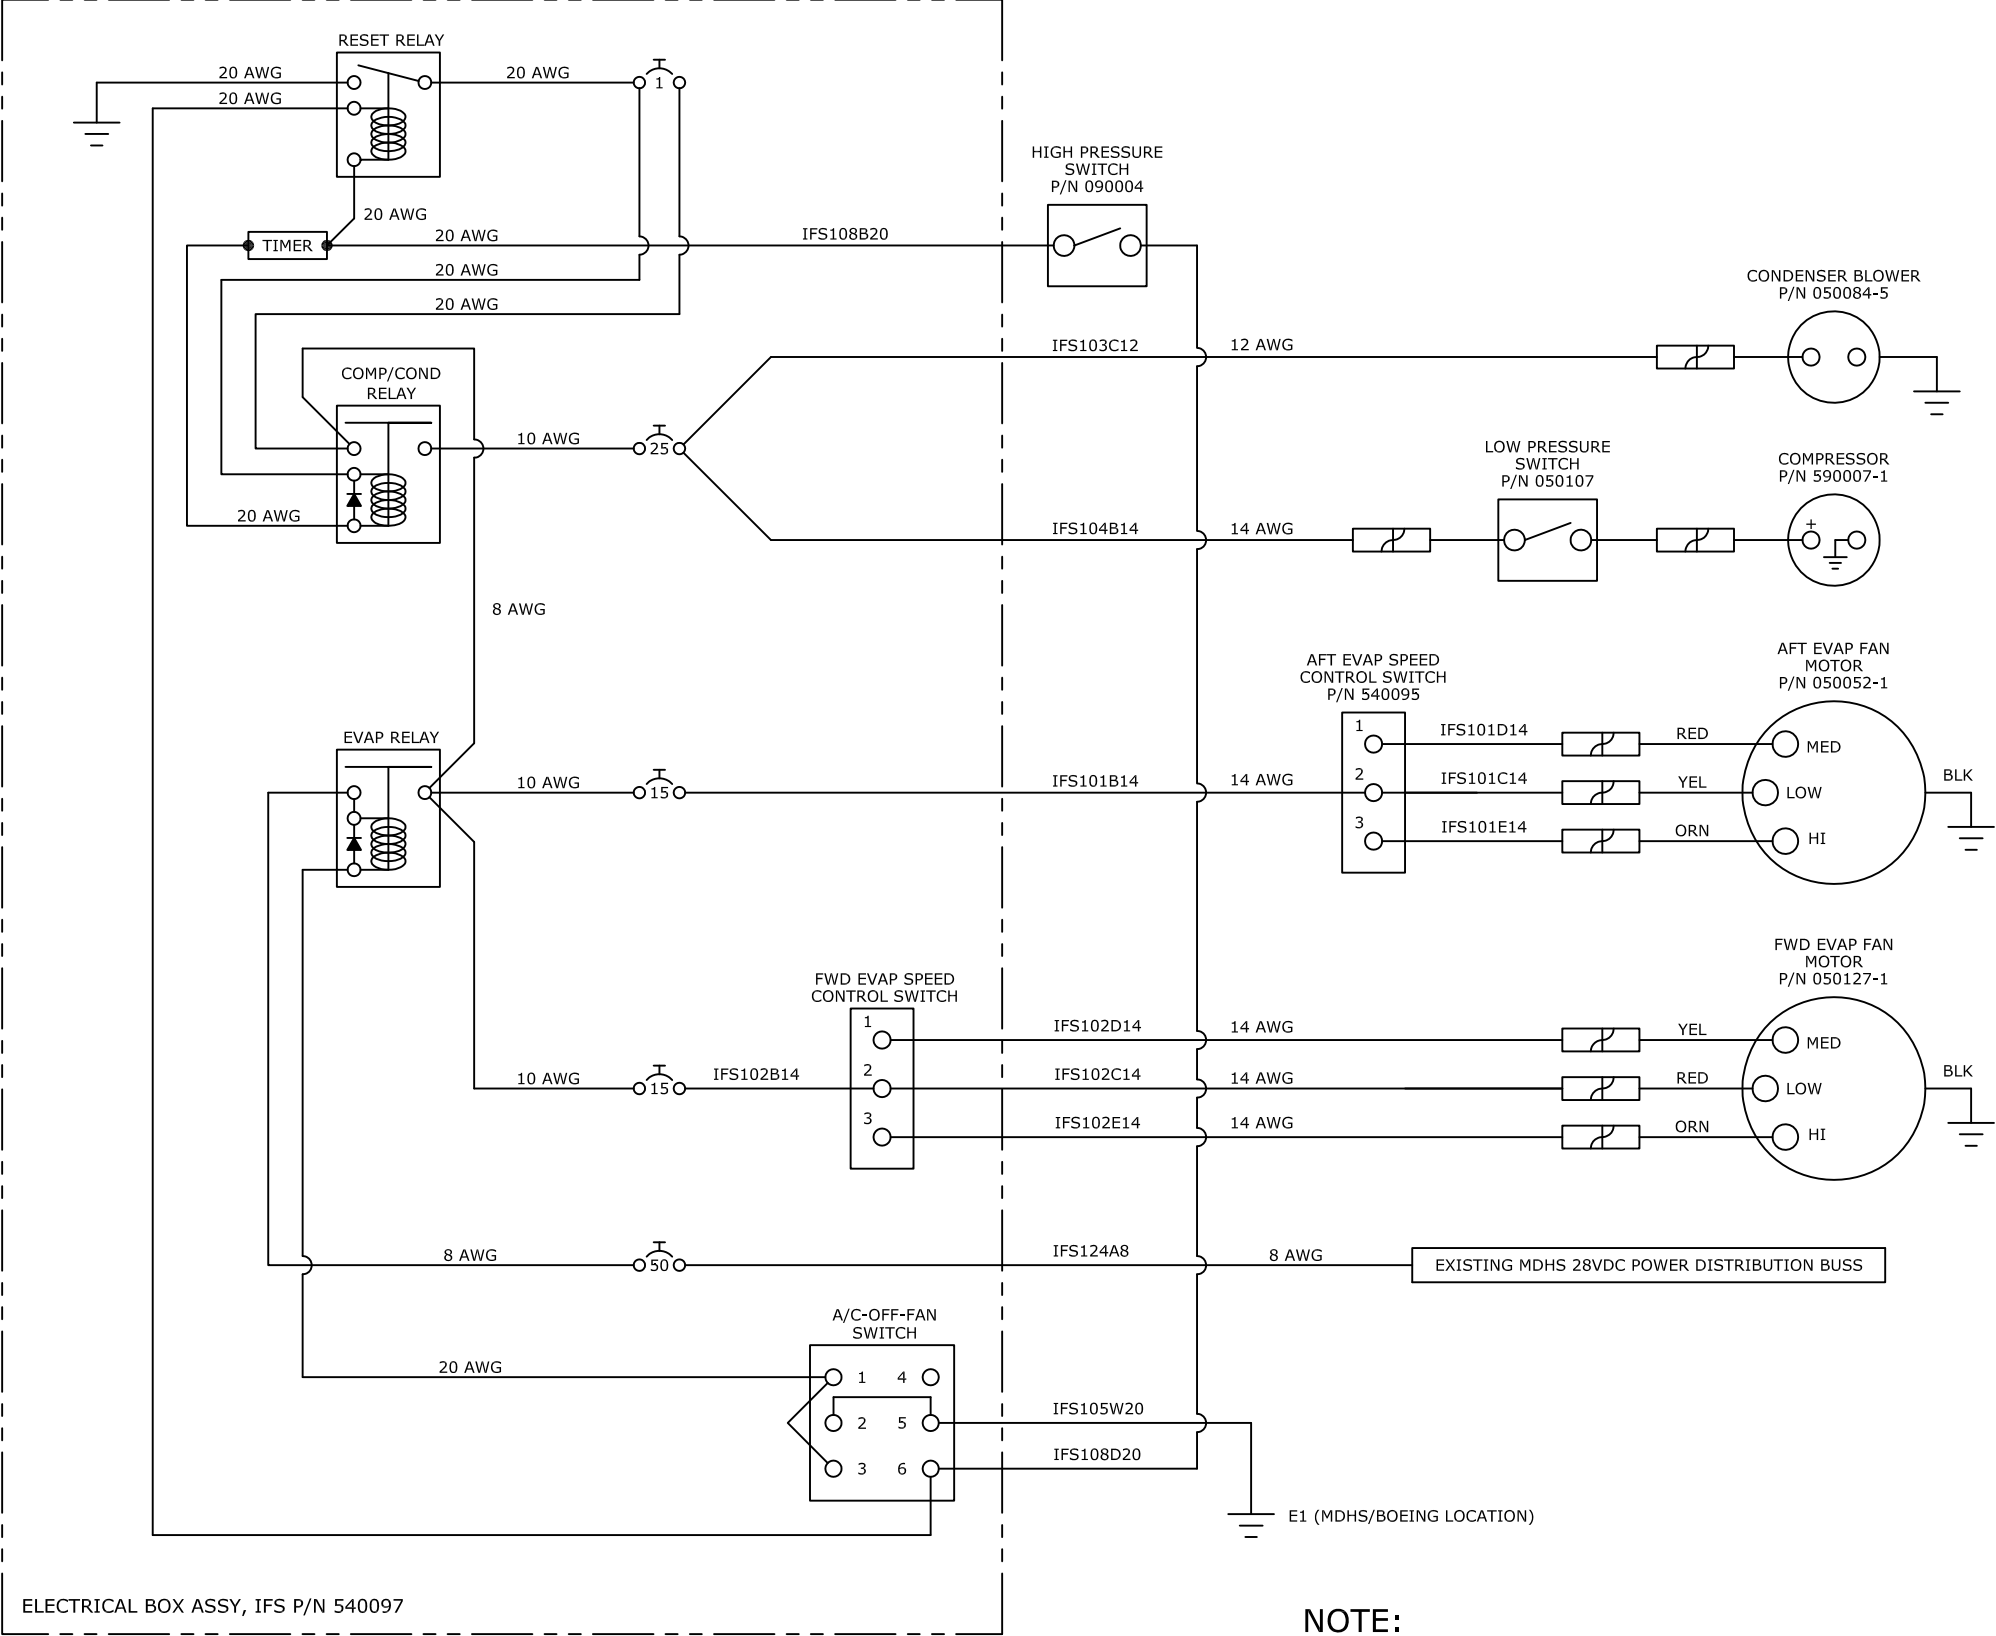 RESET RELAY
20 AWG
20 AWG
1
20 AWG
HIGH PRESSURE
SWITCH
P/N 090004
20 AWG
TIMER
20 AWG
IFS108B20
20 AWG
20 AWG
CONDENSER BLOWER
P/N 050084-5
COMP/COND
RELAY
IFS103C12
12 AWG
10 AWG
25
LOW PRESSURE
SWITCH
P/N 050107
COMPRESSOR
P/N 590007-1
+
20 AWG
IFS104B14
14 AWG
8 AWG
AFT EVAP SPEED
CONTROL SWITCH
P/N 540095
AFT EVAP FAN
MOTOR
P/N 050052-1
1
IFS101D14
RED
MED
EVAP RELAY
10 AWG
15
IFS101B14
14 AWG
2
IFS101C14
YEL
LOW
BLK
3
IFS101E14
ORN
HI
FWD EVAP SPEED
CONTROL SWITCH
FWD EVAP FAN
MOTOR
P/N 050127-1
1
IFS102D14
14 AWG
YEL
MED
10 AWG
15
IFS102B14
2
IFS102C14
14 AWG
RED
LOW
BLK
3
IFS102E14
14 AWG
ORN
HI
8 AWG
50
IFS124A8
8 AWG
EXISTING MDHS 28VDC POWER DISTRIBUTION BUSS
A/C-OFF-FAN
SWITCH
20 AWG
1 4
2 5
3 6
IFS105W20
IFS108D20
E1 (MDHS/BOEING LOCATION)
ELECTRICAL BOX ASSY, IFS P/N 540097
NOTE: